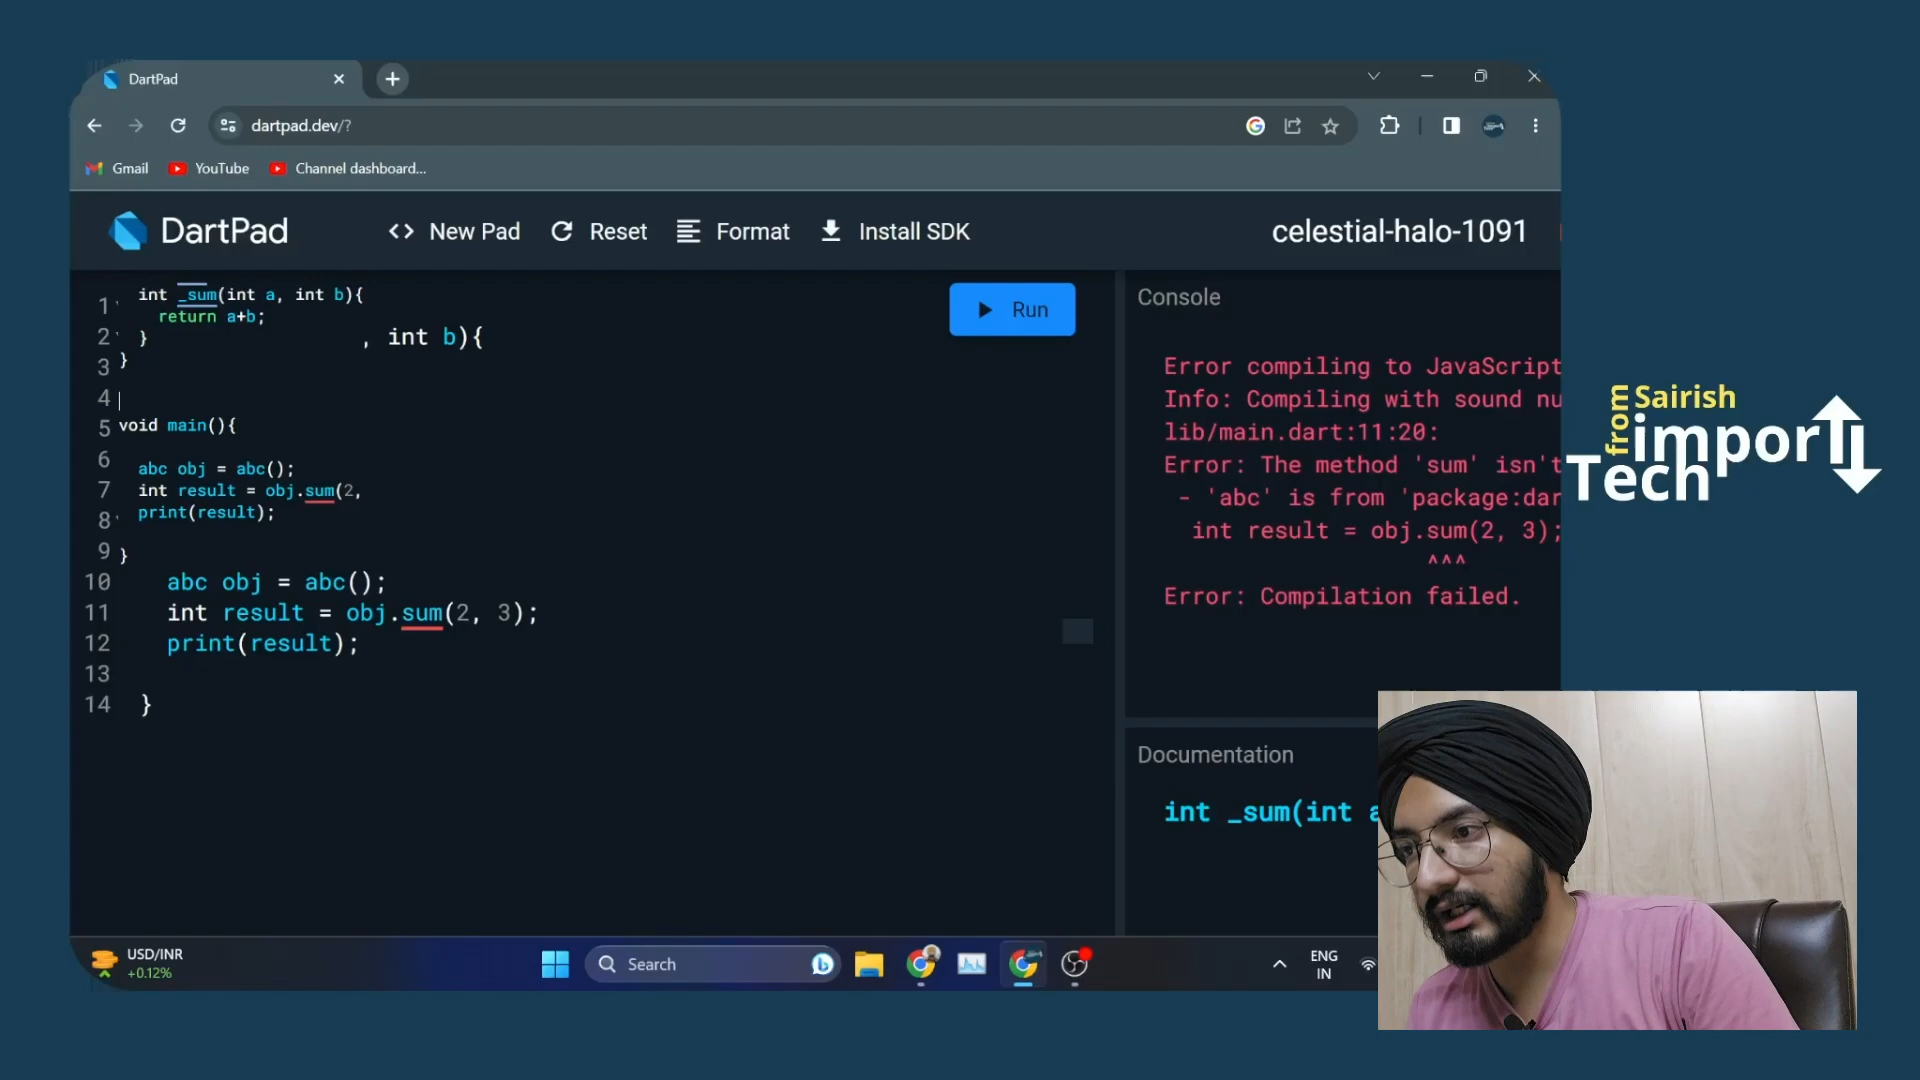 DartPad
dartpad.dev/?
Gmail YouTube Channel dashboard...
DartPad
New Pad Reset Format Install SDK
celestial-halo-1091
1 int _sum(int a, int b){
return a+b;
2 }
, int b){
3 }
4
5 void main(){
6 abc obj = abc();
7 int result = obj.sum(2,
8 print(result);
9 }
10 abc obj = abc();
11 int result = obj.sum(2, 3);
12 print(result);
13
14 }
Run
Console
Error compiling to JavaScript
Info: Compiling with sound nu
lib/main.dart:11:20:
Error: The method 'sum' isn't
- 'abc' is from 'package:dar
int result = obj.sum(2, 3);
^^^
Error: Compilation failed.
Documentation
int _sum(int a
from Sairish
import
Tech
USD/INR
+0.12%
Search
ENG
IN